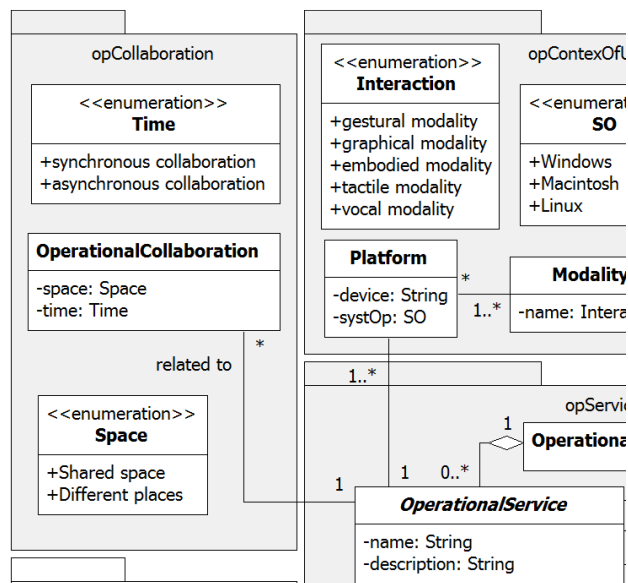 opCollaboration
<<enumeration>>
Time
+synchronous collaboration
+asynchronous collaboration
OperationalCollaboration
-space: Space
-time: Time
*
related to
<<enumeration>>
Space
+Shared space
+Different places
1
<<enumeration>>
Interaction
+gestural modality
+graphical modality
+embodied modality
+tactile modality
+vocal modality
opContexOfU
<<enumerat
SO
+Windows
+Macintosh
+Linux
Platform
-device: String
-systOp: SO
*
1..*
Modality
-name: Intera
1..*
opServic
1
Operationa
1
0..*
OperationalService
-name: String
-description: String